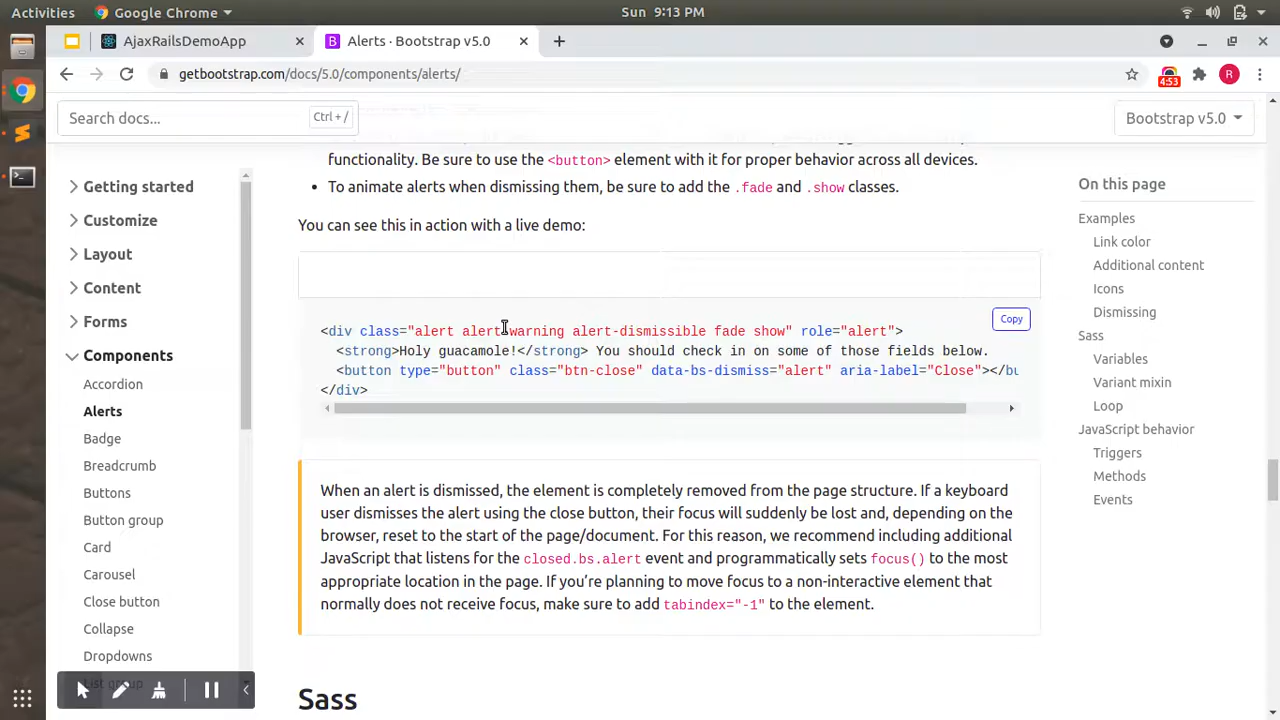 Activities
Google Chrome
Sun 9:13 PM
AjaxRailsDemoApp
Alerts · Bootstrap v5.0
getbootstrap.com/docs/5.0/components/alerts/
4:53
R
Search docs...
Ctrl + /
Bootstrap v5.0
Getting started
Customize
Layout
Content
Forms
Components
Accordion
Alerts
Badge
Breadcrumb
Buttons
Button group
Card
Carousel
Close button
Collapse
Dropdowns
List group
functionality. Be sure to use the <button> element with it for proper behavior across all devices.
• To animate alerts when dismissing them, be sure to add the .fade and .show classes.
You can see this in action with a live demo:
Copy
<div class="alert alert-warning alert-dismissible fade show" role="alert">
<strong>Holy guacamole!</strong> You should check in on some of those fields below.
<button type="button" class="btn-close" data-bs-dismiss="alert" aria-label="Close"></bu
</div>
When an alert is dismissed, the element is completely removed from the page structure. If a keyboard
user dismisses the alert using the close button, their focus will suddenly be lost and, depending on the
browser, reset to the start of the page/document. For this reason, we recommend including additional
JavaScript that listens for the closed.bs.alert event and programmatically sets focus() to the most
appropriate location in the page. If you're planning to move focus to a non-interactive element that
normally does not receive focus, make sure to add tabindex="-1" to the element.
Sass
On this page
Examples
Link color
Additional content
Icons
Dismissing
Sass
Variables
Variant mixin
Loop
JavaScript behavior
Triggers
Methods
Events